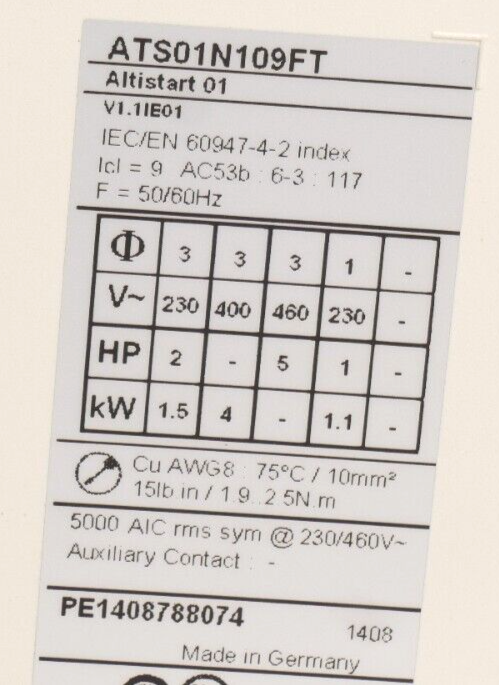 ATS01N109FT
Altistart 01
V1.1IE01
IEC/EN 60947-4-2 index
Icl = 9 AC53b : 6-3 : 117
F = 50/60Hz
Φ 3 3 3 1 -
V~ 230 400 460 230 -
HP 2 - 5 1 -
kW 1.5 4 - 1.1 -
Cu AWG8 : 75°C / 10mm²
15lb.in / 1.9..2.5N.m
5000 AIC rms sym @ 230/460V~
Auxiliary Contact : -
PE1408788074
1408
Made in Germany